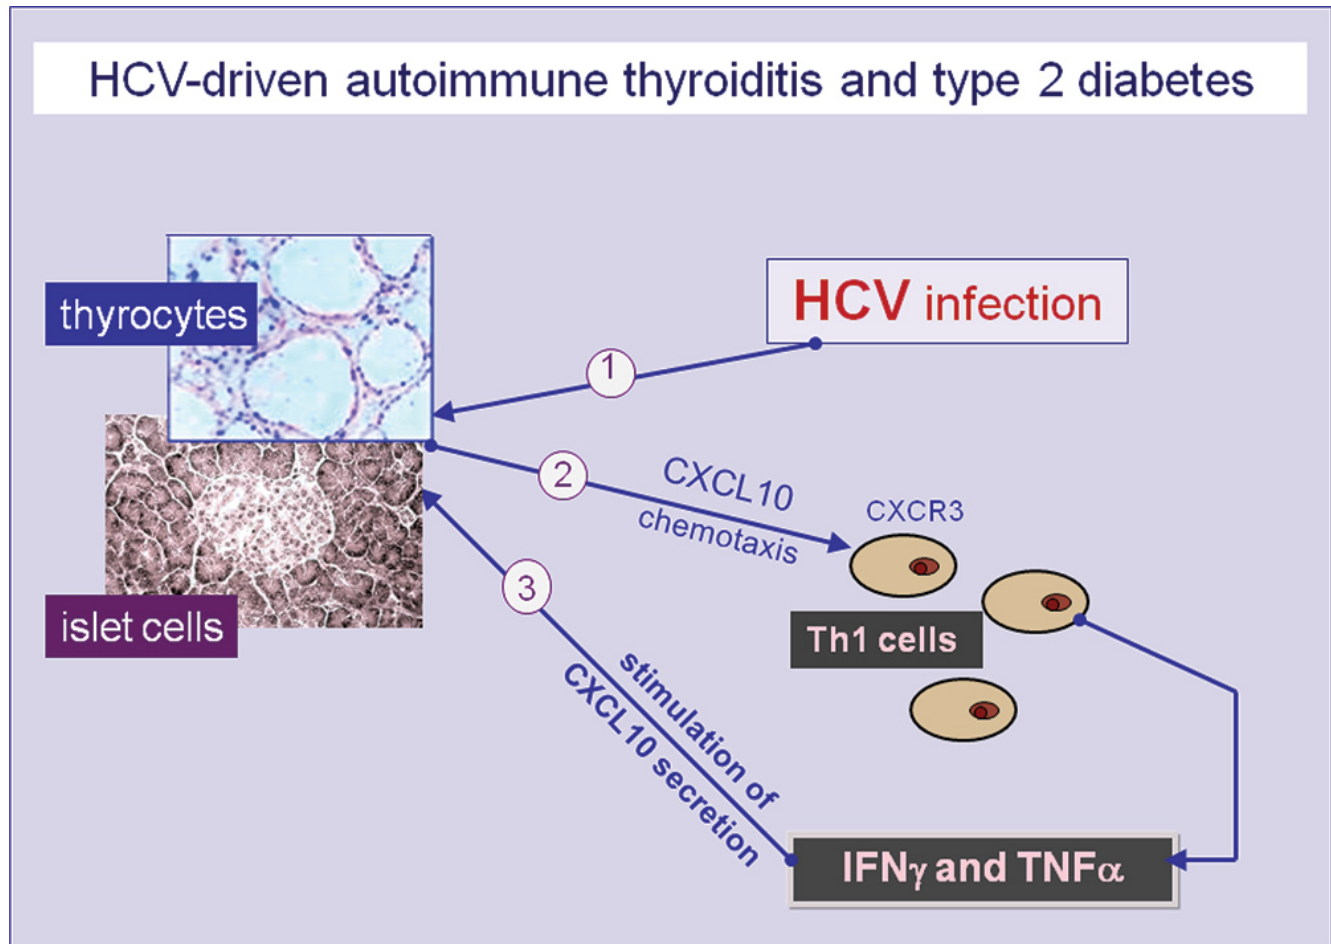 HCV-driven autoimmune thyroiditis and type 2 diabetes
thyrocytes
HCV infection
1
2
CXCL10
chemotaxis
CXCR3
islet cells
3
Th1 cells
stimulation of
CXCL10 secretion
IFNγ and TNFα